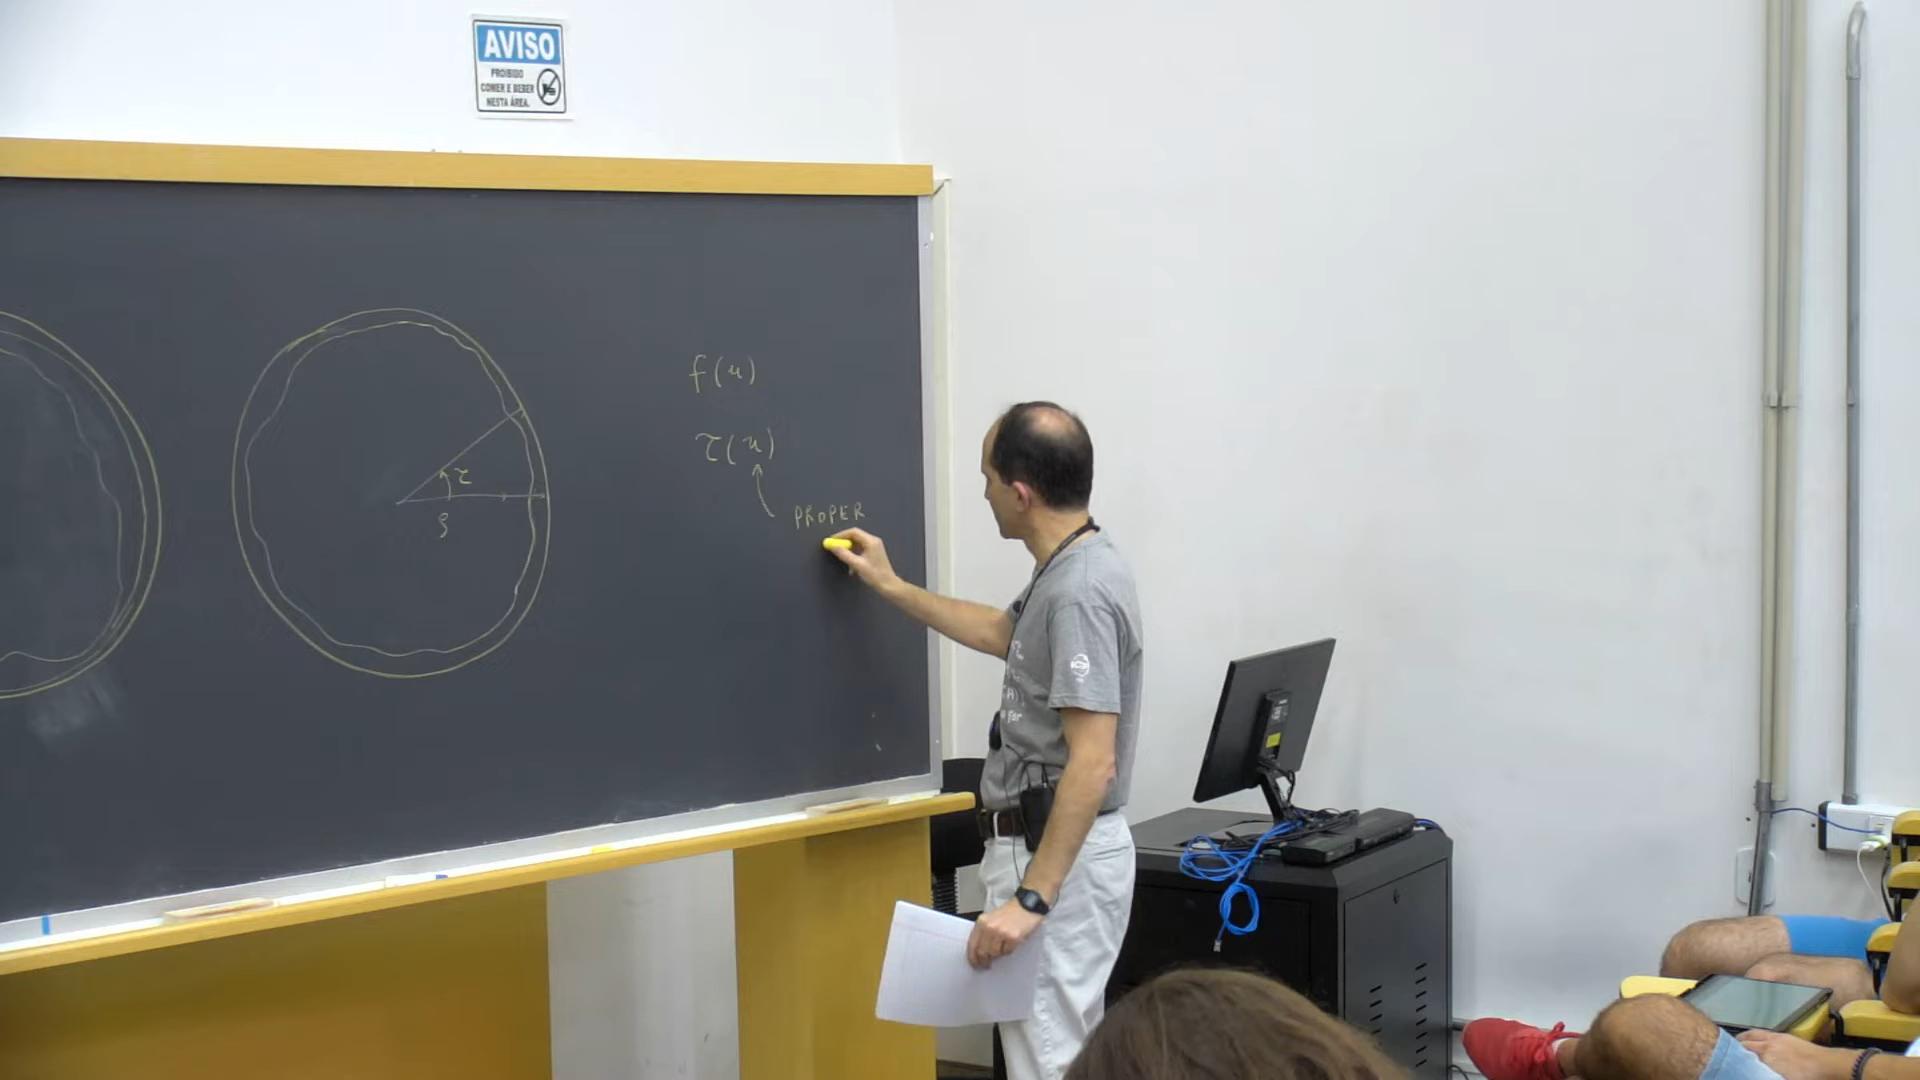 AVISO
PROIBIDO
COMER E BEBER
NESTA ÁREA.
f(u)
τ(u)
PROPER
τ
ρ